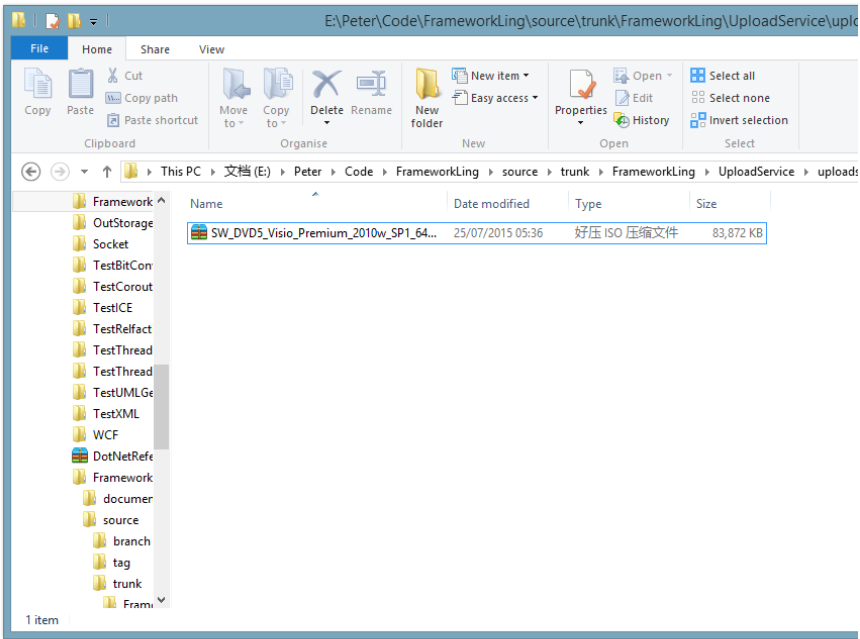 E:\Peter\Code\FrameworkLing\source\trunk\FrameworkLing\UploadService\uplo
File Home Share View
Copy
Paste
Cut
Copy path
Paste shortcut
Clipboard
Move to
Copy to
Delete
Rename
Organise
New folder
New item
Easy access
New
Properties
Open
Edit
History
Open
Select all
Select none
Invert selection
Select
This PC 文档 (E:) Peter Code FrameworkLing source trunk FrameworkLing UploadService uploads
Name Date modified Type Size
SW_DVD5_Visio_Premium_2010w_SP1_64... 25/07/2015 05:36 好压 ISO 压缩文件 83,872 KB
Framework
OutStorage
Socket
TestBitCon
TestCorout
TestICE
TestRelfact
TestThread
TestThread
TestUMLGe
TestXML
WCF
DotNetRefe
Framework
documen
source
branch
tag
trunk
Frame
1 item